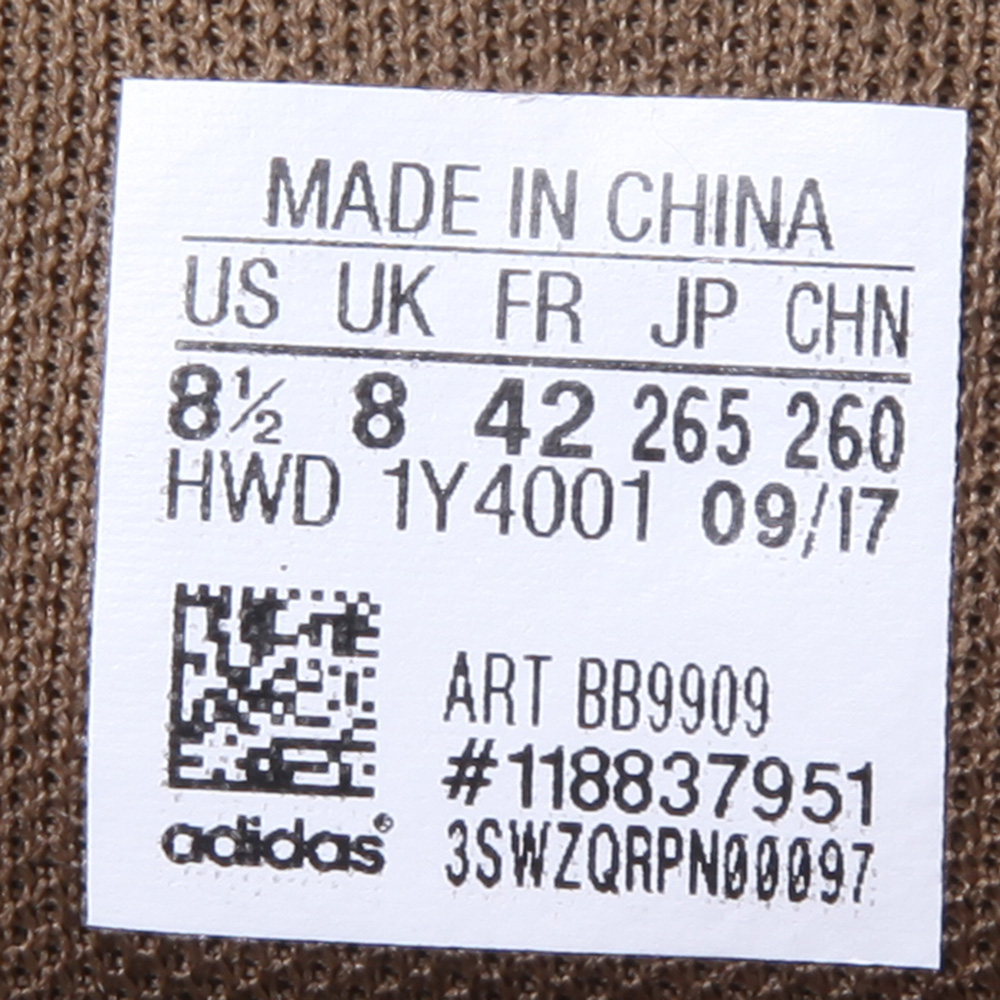 MADE IN CHINA
US UK FR JP CHN
8½ 8 42 265 260
HWD 1Y4001 09/17
ART BB9909
#118837951
adidas®
3SWZQRPN00097